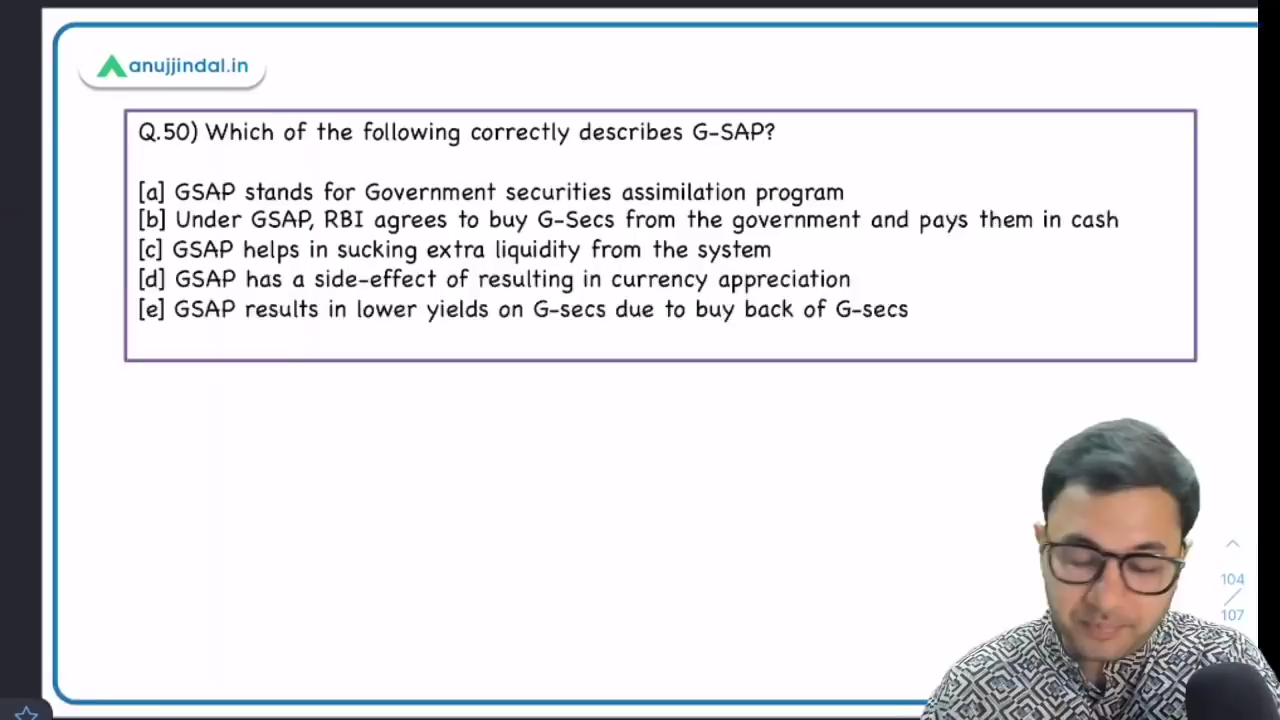 anujjindal.in
Q.50) Which of the following correctly describes G-SAP?
[a] GSAP stands for Government securities assimilation program
[b] Under GSAP, RBI agrees to buy G-Secs from the government and pays them in cash
[c] GSAP helps in sucking extra liquidity from the system
[d] GSAP has a side-effect of resulting in currency appreciation
[e] GSAP results in lower yields on G-secs due to buy back of G-secs
104
/
107